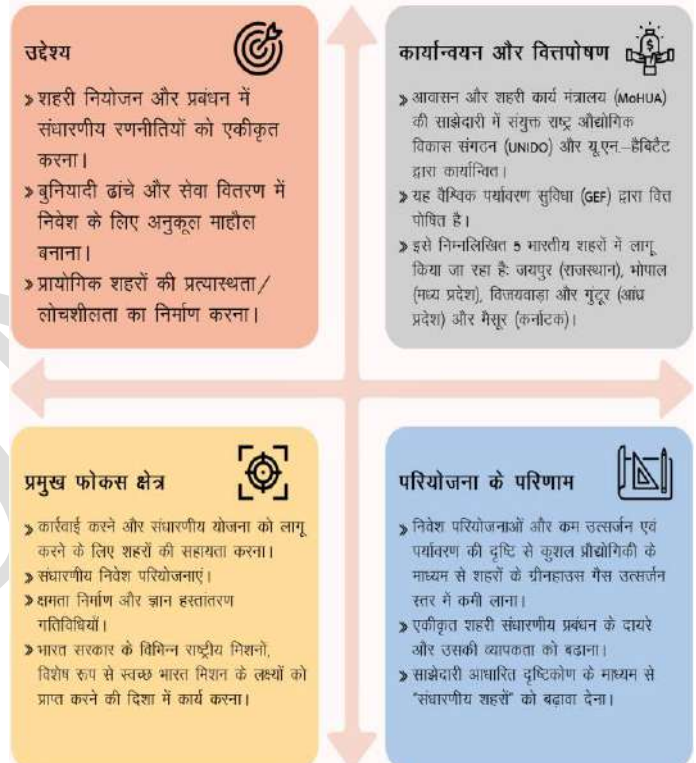 उद्देश्य
» शहरी नियोजन और प्रबंधन में
संधारणीय रणनीतियों को एकीकृत
करना।
» बुनियादी ढांचे और सेवा वितरण में
निवेश के लिए अनुकूल माहौल
बनाना।
» प्रायोगिक शहरों की प्रत्यास्थता/
लोचशीलता का निर्माण करना।
कार्यान्वयन और वित्तपोषण
» आवासन और शहरी कार्य मंत्रालय (MoHUA)
की साझेदारी में संयुक्त राष्ट्र औद्योगिक
विकास संगठन (UNIDO) और यू.एन.–हैबिटैट
द्वारा कार्यान्वित।
» यह वैश्विक पर्यावरण सुविधा (GEF) द्वारा वित्त
पोषित है।
» इसे निम्नलिखित 5 भारतीय शहरों में लागू
किया जा रहा है: जयपुर (राजस्थान), भोपाल
(मध्य प्रदेश), विजयवाड़ा और गुंटूर (आंध्र
प्रदेश) और मैसूर (कर्नाटक)।
प्रमुख फोकस क्षेत्र
» कार्रवाई करने और संधारणीय योजना को लागू
करने के लिए शहरों की सहायता करना।
» संधारणीय निवेश परियोजनाएं।
» क्षमता निर्माण और ज्ञान हस्तांतरण
गतिविधियों।
» भारत सरकार के विभिन्न राष्ट्रीय मिशनों,
विशेष रूप से स्वच्छ भारत मिशन के लक्ष्यों को
प्राप्त करने की दिशा में कार्य करना।
परियोजना के परिणाम
» निवेश परियोजनाओं और कम उत्सर्जन एवं
पर्यावरण की दृष्टि से कुशल प्रौद्योगिकी के
माध्यम से शहरों के ग्रीनहाउस गैस उत्सर्जन
स्तर में कमी लाना।
» एकीकृत शहरी संधारणीय प्रबंधन के दायरे
और उसकी व्यापकता को बढ़ाना।
» साझेदारी आधारित दृष्टिकोण के माध्यम से
"संधारणीय शहरों" को बढ़ावा देना।